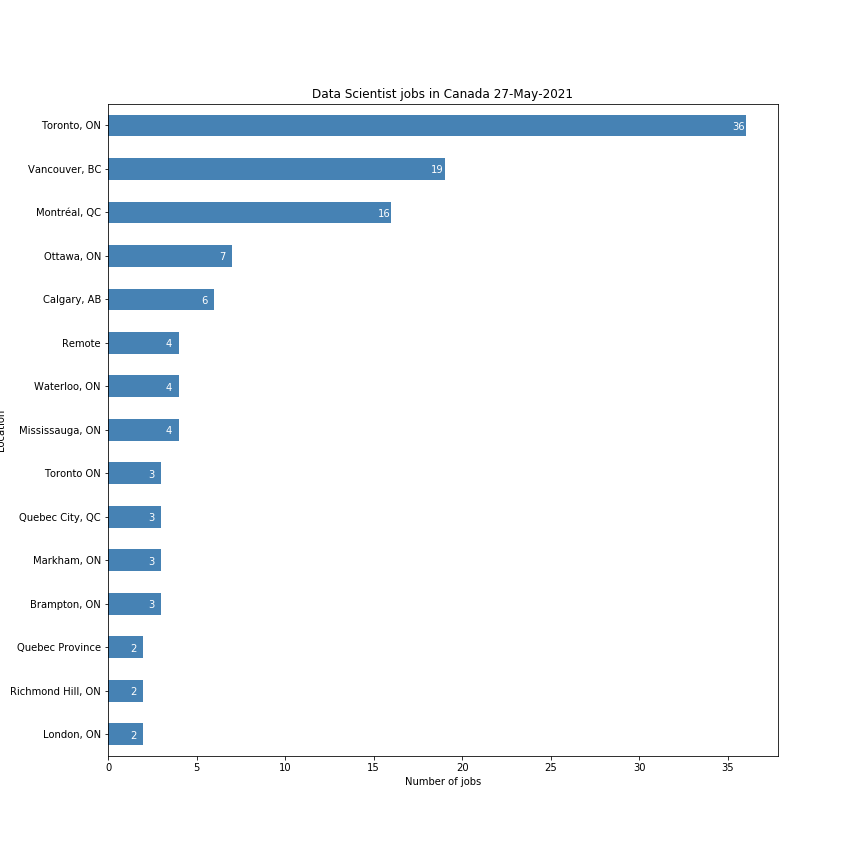 Data Scientist jobs in Canada 27-May-2021
Toronto, ON 36
Vancouver, BC 19
Montréal, QC 16
Ottawa, ON 7
Calgary, AB 6
Remote 4
Waterloo, ON 4
Mississauga, ON 4
Toronto ON 3
Quebec City, QC 3
Markham, ON 3
Brampton, ON 3
Quebec Province 2
Richmond Hill, ON 2
London, ON 2
Location
0 5 10 15 20 25 30 35
Number of jobs